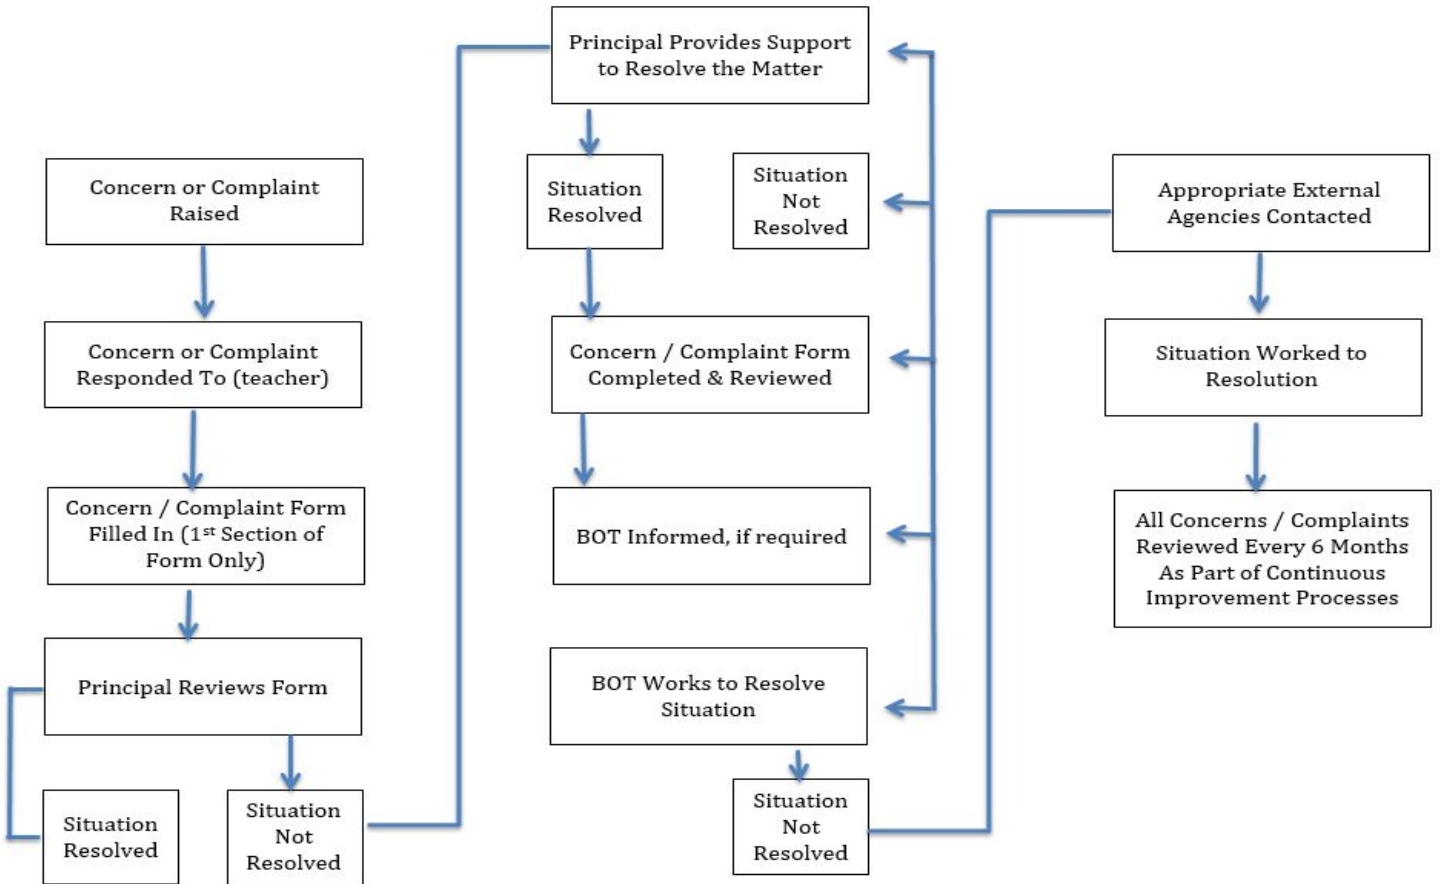 Concern or Complaint
Raised
Concern or Complaint
Responded To (teacher)
Concern / Complaint Form
Filled In (1st Section of
Form Only)
Principal Reviews Form
Situation
Resolved
Situation
Not
Resolved
Principal Provides Support
to Resolve the Matter
Situation
Resolved
Situation
Not
Resolved
Concern / Complaint Form
Completed & Reviewed
BOT Informed, if required
BOT Works to Resolve
Situation
Situation
Not
Resolved
Appropriate External
Agencies Contacted
Situation Worked to
Resolution
All Concerns / Complaints
Reviewed Every 6 Months
As Part of Continuous
Improvement Processes